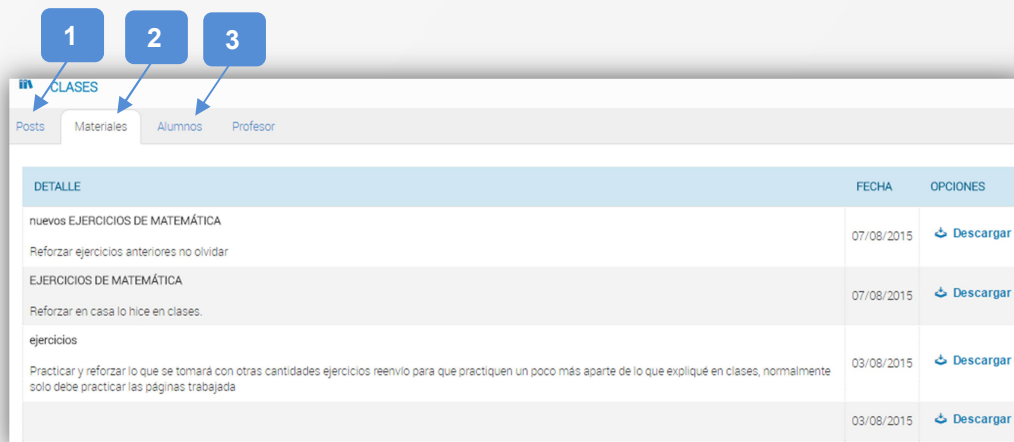 1 2 3
CLASES
Posts Materiales Alumnos Profesor
DETALLE FECHA OPCIONES
nuevos EJERCICIOS DE MATEMÁTICA
Reforzar ejercicios anteriores no olvidar
07/08/2015 Descargar
EJERCICIOS DE MATEMÁTICA
Reforzar en casa lo hice en clases.
07/08/2015 Descargar
ejercicios
Practicar y reforzar lo que se tomará con otras cantidades ejercicios reenvío para que practiquen un poco más aparte de lo que expliqué en clases, normalmente
solo debe practicar las páginas trabajada
03/08/2015 Descargar
03/08/2015 Descargar